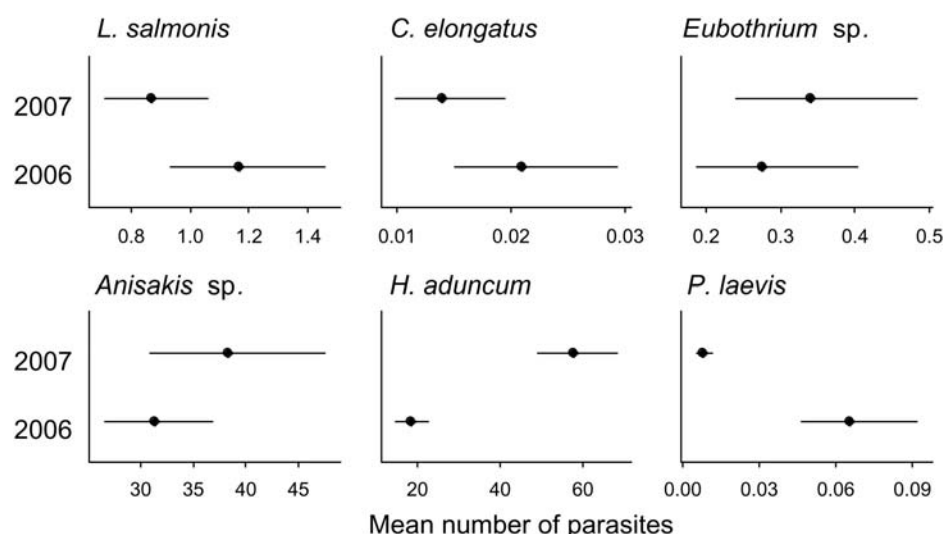 L. salmonis
C. elongatus
Eubothrium sp.
2007
2006
0.8 1.0 1.2 1.4
0.01 0.02 0.03
0.2 0.3 0.4 0.5
Anisakis sp.
H. aduncum
P. laevis
2007
2006
30 35 40 45
20 60
0.00 0.03 0.06 0.09
Mean number of parasites